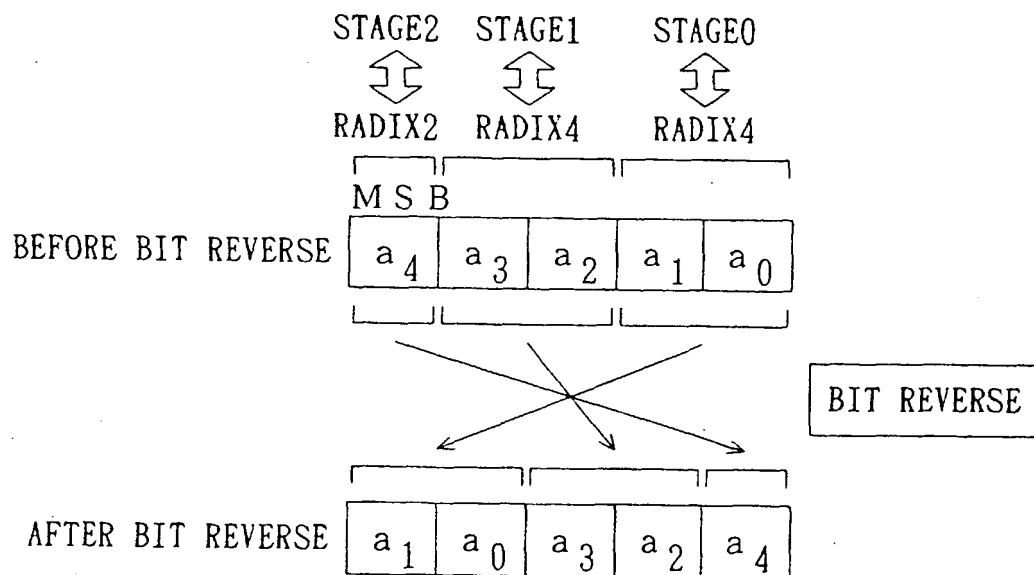 STAGE2 STAGE1 STAGE0
RADIX2 RADIX4 RADIX4
MSB
BEFORE BIT REVERSE a4 a3 a2 a1 a0
BIT REVERSE
AFTER BIT REVERSE a1 a0 a3 a2 a4